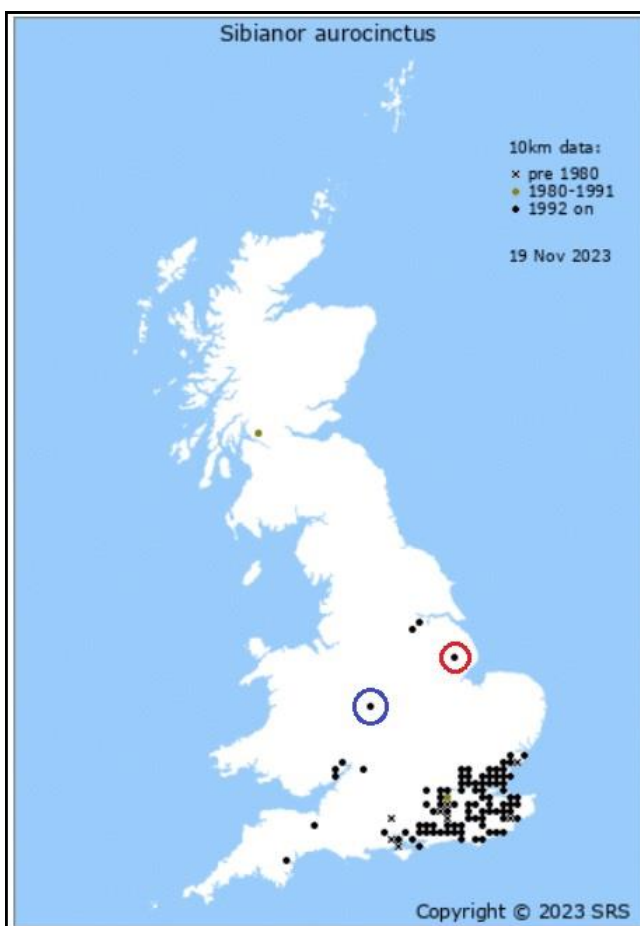 Sibianor aurocinctus
10km data:
pre 1980
1980-1991
1992 on
19 Nov 2023
Copyright © 2023 SRS